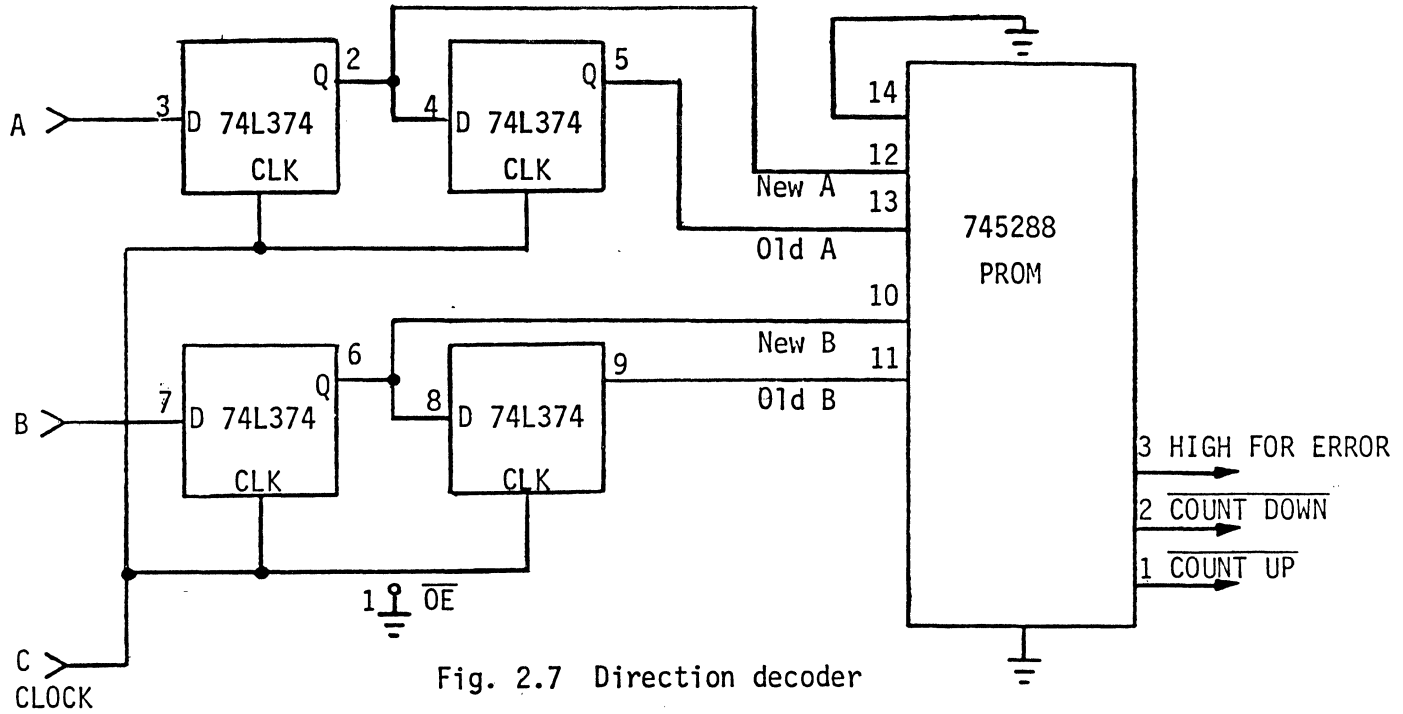 A
3
D 74L374
Q
CLK
2
4
D 74L374
Q
CLK
5
14
12
New A
13
Old A
745288
PROM
10
New B
11
Old B
B
7
D 74L374
Q
CLK
6
8
D 74L374
CLK
9
3 HIGH FOR ERROR
2 COUNT DOWN
1 COUNT UP
1 OE
C
CLOCK
Fig. 2.7 Direction decoder